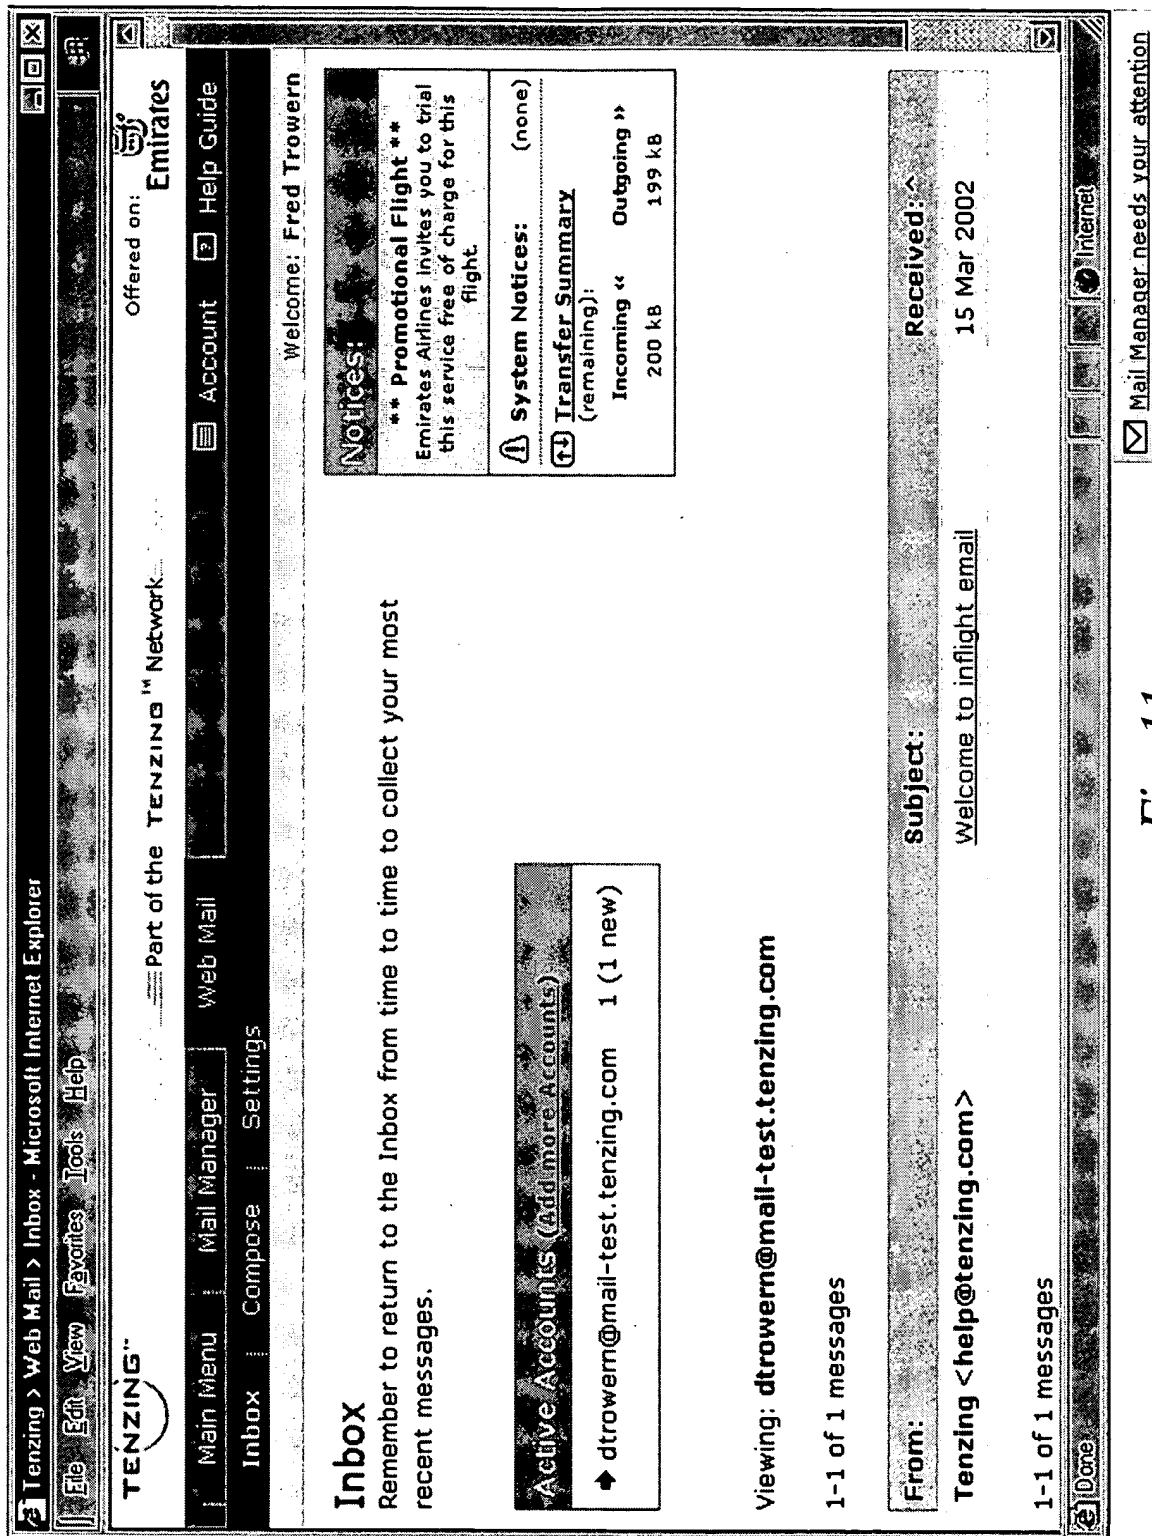 Tenzing > Web Mail > Inbox - Microsoft Internet Explorer
File Edit View Favorites Tools Help
TENZING™
Part of the TENZING™ Network
Offered on:
Emirates
Main Menu | Mail Manager | Web Mail
Account ? Help Guide
Inbox | Compose | Settings
Welcome: Fred Trowern
Inbox
Remember to return to the Inbox from time to time to collect your most
recent messages.
Notices:
** Promotional Flight **
Emirates Airlines invites you to trial
this service free of charge for this
flight.
System Notices: (none)
Transfer Summary
(remaining):
Incoming << Outgoing >>
200 kB 199 kB
Active Accounts (Add more Accounts)
dtrowern@mail-test.tenzing.com 1 (1 new)
Viewing: dtrowern@mail-test.tenzing.com
1-1 of 1 messages
From: Subject: Received: ^
Tenzing <help@tenzing.com> Welcome to inflight email 15 Mar 2002
1-1 of 1 messages
Done Internet
Mail Manager needs your attention